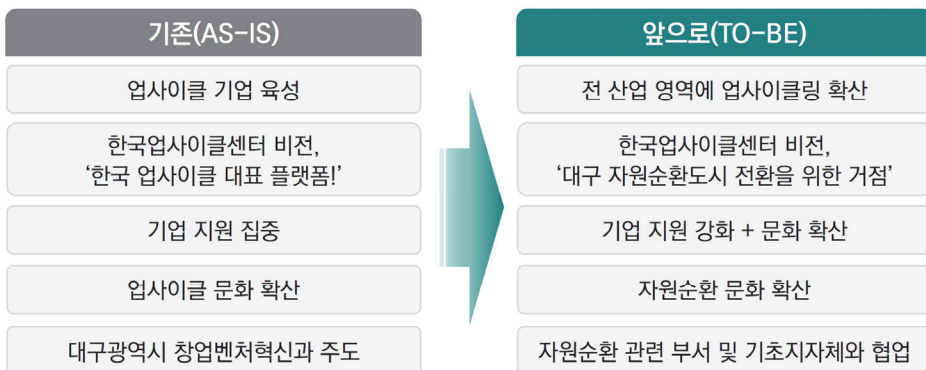 기존(AS-IS)
업사이클 기업 육성
한국업사이클센터 비전,
‘한국 업사이클 대표 플랫폼!’
기업 지원 집중
업사이클 문화 확산
대구광역시 창업벤처혁신과 주도
앞으로(TO-BE)
전 산업 영역에 업사이클링 확산
한국업사이클센터 비전,
‘대구 자원순환도시 전환을 위한 거점’
기업 지원 강화 + 문화 확산
자원순환 문화 확산
자원순환 관련 부서 및 기초지자체와 협업